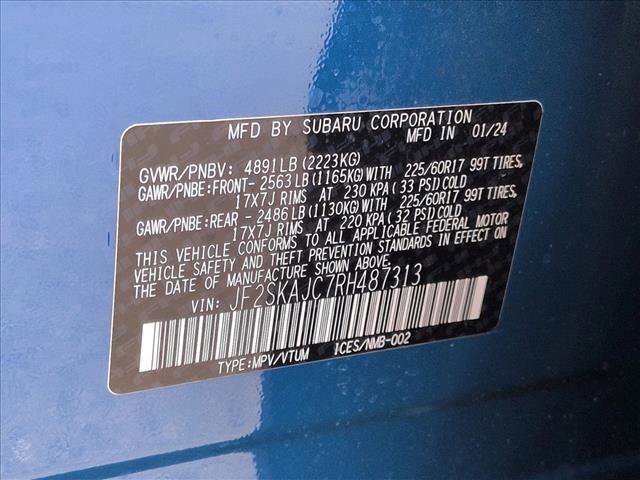 MFD BY SUBARU CORPORATION
MFD IN 01/24
GVWR/PNBV: 4891LB(2223KG)
GAWR/PNBE:FRONT- 2563LB(1165KG)WITH 225/60R17 99T TIRES,
17X7J RIMS AT 230 KPA(33 PSI)COLD
GAWR/PNBE:REAR - 2486LB(1130KG)WITH 225/60R17 99T TIRES,
17X7J RIMS AT 220 KPA(32 PSI)COLD
THIS VEHICLE CONFORMS TO ALL APPLICABLE FEDERAL MOTOR
VEHICLE SAFETY AND THEFT PREVENTION STANDARDS IN EFFECT ON
THE DATE OF MANUFACTURE SHOWN ABOVE.
VIN: JF2SKAJC7RH487313
TYPE:MPV/VTUM ICES/NMB-002